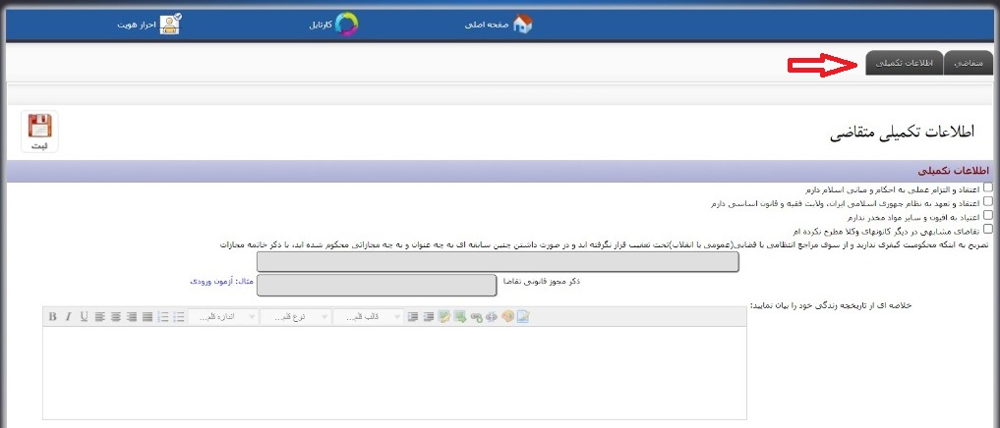 صفحه اصلی
کارتابل
احراز هویت
متقاضی
اطلاعات تکمیلی
اطلاعات تکمیلی متقاضی
ثبت
اطلاعات تکمیلی
اعتقاد و التزام عملی به احکام و مبانی اسلام دارم
اعتقاد و تعهد به نظام جمهوری اسلامی ایران، ولایت فقیه و قانون اساسی دارم
اعتیاد به افیون و سایر مواد مخدر ندارم
تقاضای مشابهی در دیگر کانونهای وکلا مطرح نکرده ام
تصریح به اینکه محکومیت کیفری ندارید و از سوی مراجع انتظامی یا قضایی(عمومی یا انقلاب)تحت تعقیب قرار نگرفته اید و در صورت داشتن چنین سابقه ای به چه عنوان و به چه مجازاتی محکوم شده اید، با ذکر خاتمه مجازات
ذکر مجوز قانونی تقاضا
مثال: آزمون ورودی
خلاصه ای از تاریخچه زندگی خود را بیان نمایید:
B I U
اندازه قلم...
نوع قلم...
قالب قلم...